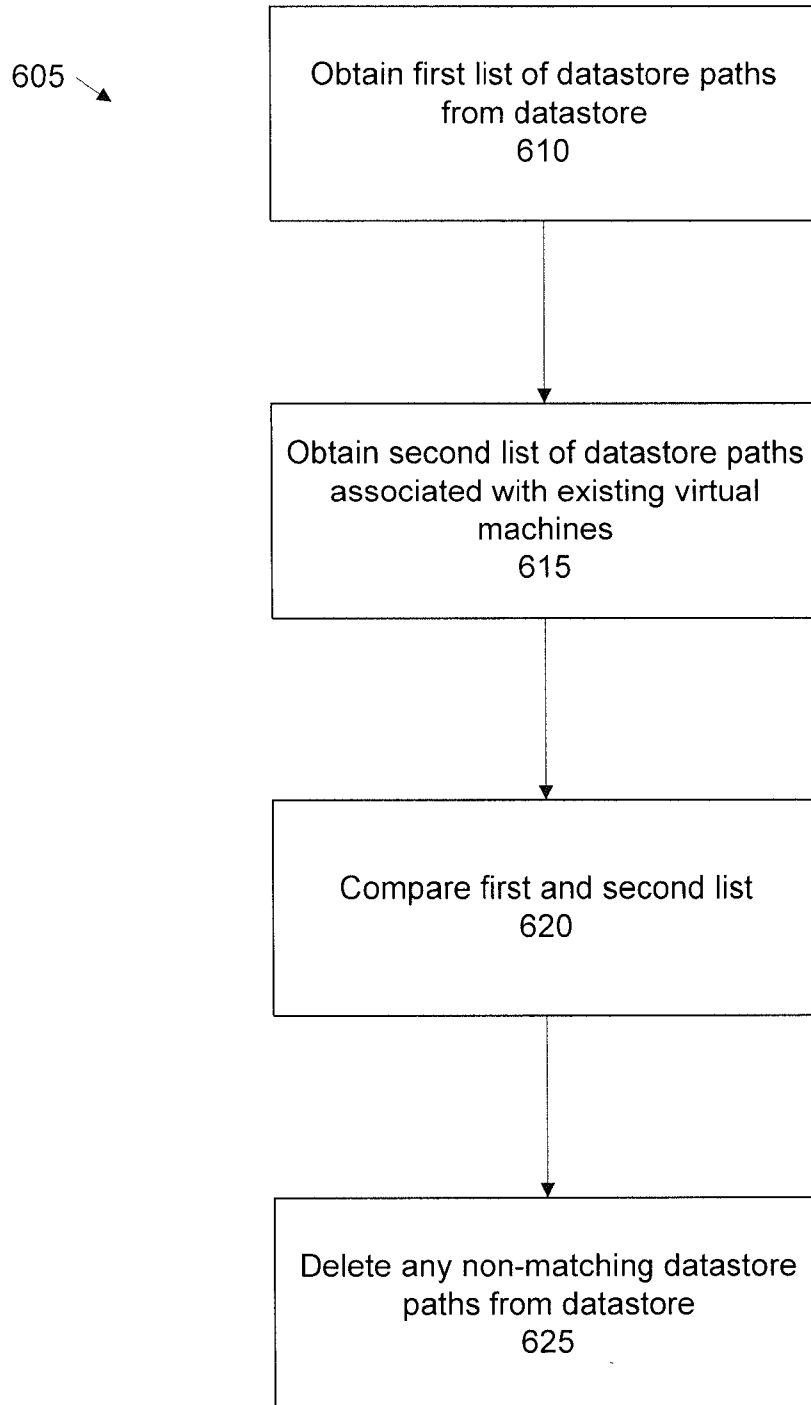 605
Obtain first list of datastore paths
from datastore
610
Obtain second list of datastore paths
associated with existing virtual
machines
615
Compare first and second list
620
Delete any non-matching datastore
paths from datastore
625